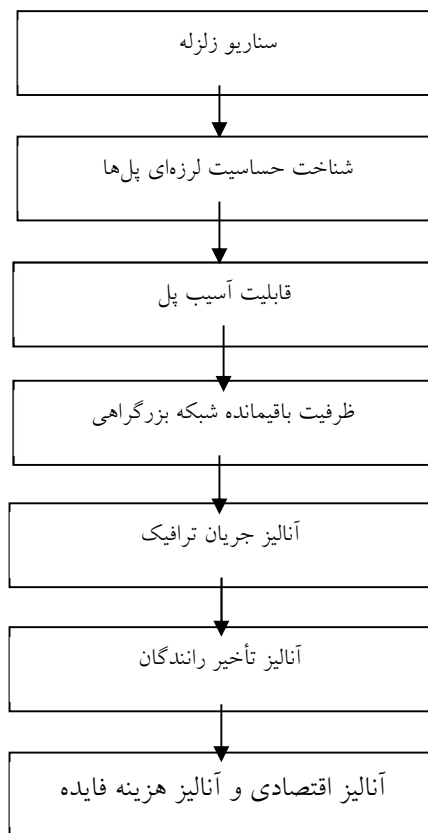 سناریو زلزله
شناخت حساسیت لرزه‌ای پل‌ها
قابلیت آسیب پل
ظرفیت باقیمانده شبکه بزرگراهی
آنالیز جریان ترافیک
آنالیز تأخیر رانندگان
آنالیز اقتصادی و آنالیز هزینه فایده